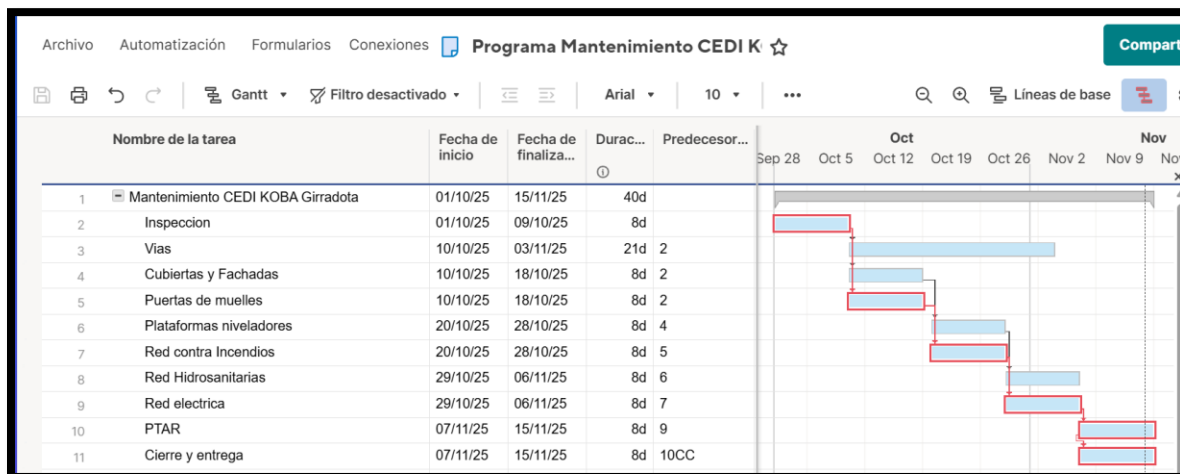 Archivo Automatización Formularios Conexiones Programa Mantenimiento CEDI K Compart
Gantt Filtro desactivado Arial 10 ••• Líneas de base
Nombre de la tarea Fecha de inicio Fecha de finaliza... Durac... Predecesor... Oct Nov
Sep 28 Oct 5 Oct 12 Oct 19 Oct 26 Nov 2 Nov 9 Nov
1 Mantenimiento CEDI KOBA Girradota 01/10/25 15/11/25 40d
2 Inspeccion 01/10/25 09/10/25 8d
3 Vias 10/10/25 03/11/25 21d 2
4 Cubiertas y Fachadas 10/10/25 18/10/25 8d 2
5 Puertas de muelles 10/10/25 18/10/25 8d 2
6 Plataformas niveladores 20/10/25 28/10/25 8d 4
7 Red contra Incendios 20/10/25 28/10/25 8d 5
8 Red Hidrosanitarias 29/10/25 06/11/25 8d 6
9 Red electrica 29/10/25 06/11/25 8d 7
10 PTAR 07/11/25 15/11/25 8d 9
11 Cierre y entrega 07/11/25 15/11/25 8d 10CC